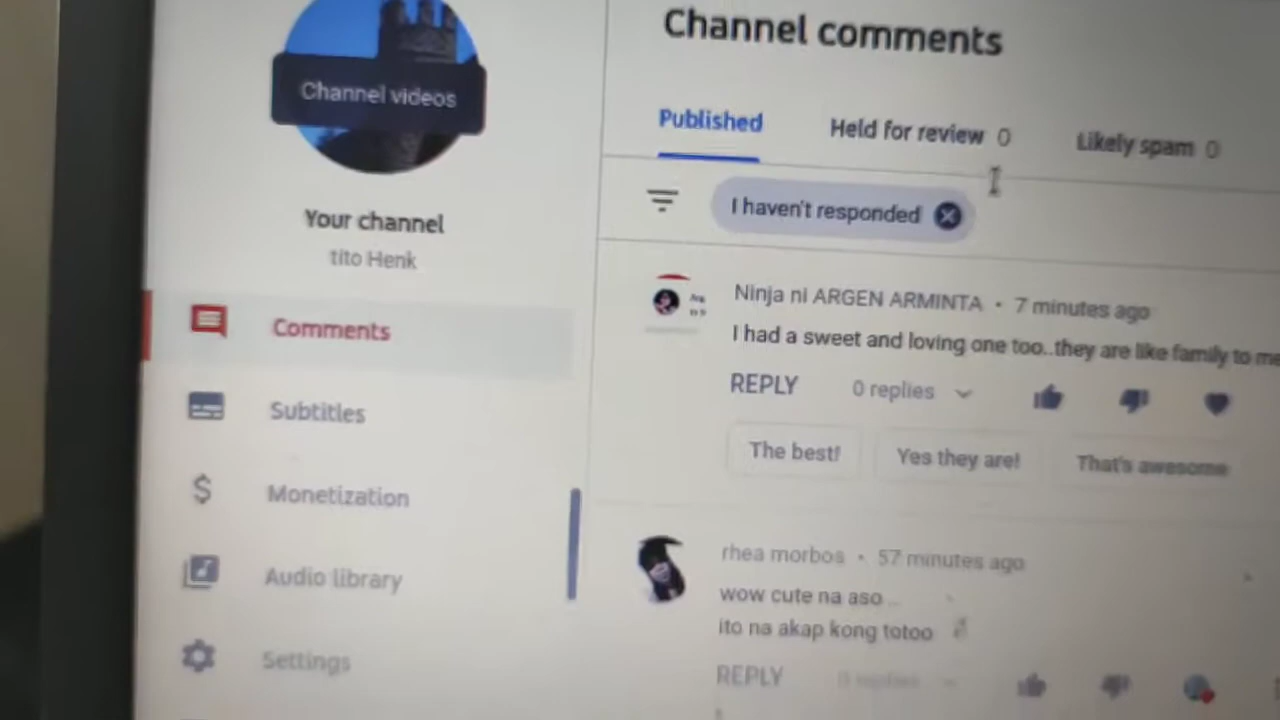 Channel comments
Channel videos
Published
Held for review 0
Likely spam 0
I haven't responded
Your channel
tito Henk
Comments
Subtitles
$
Monetization
Audio library
Settings
Ninja ni ARGEN ARMINTA • 7 minutes ago
I had a sweet and loving one too..they are like family to me
REPLY
0 replies
The best!
Yes they are!
That's awesome
rhea morbos • 57 minutes ago
wow cute na aso ..
ito na akap kong totoo
REPLY
0 replies